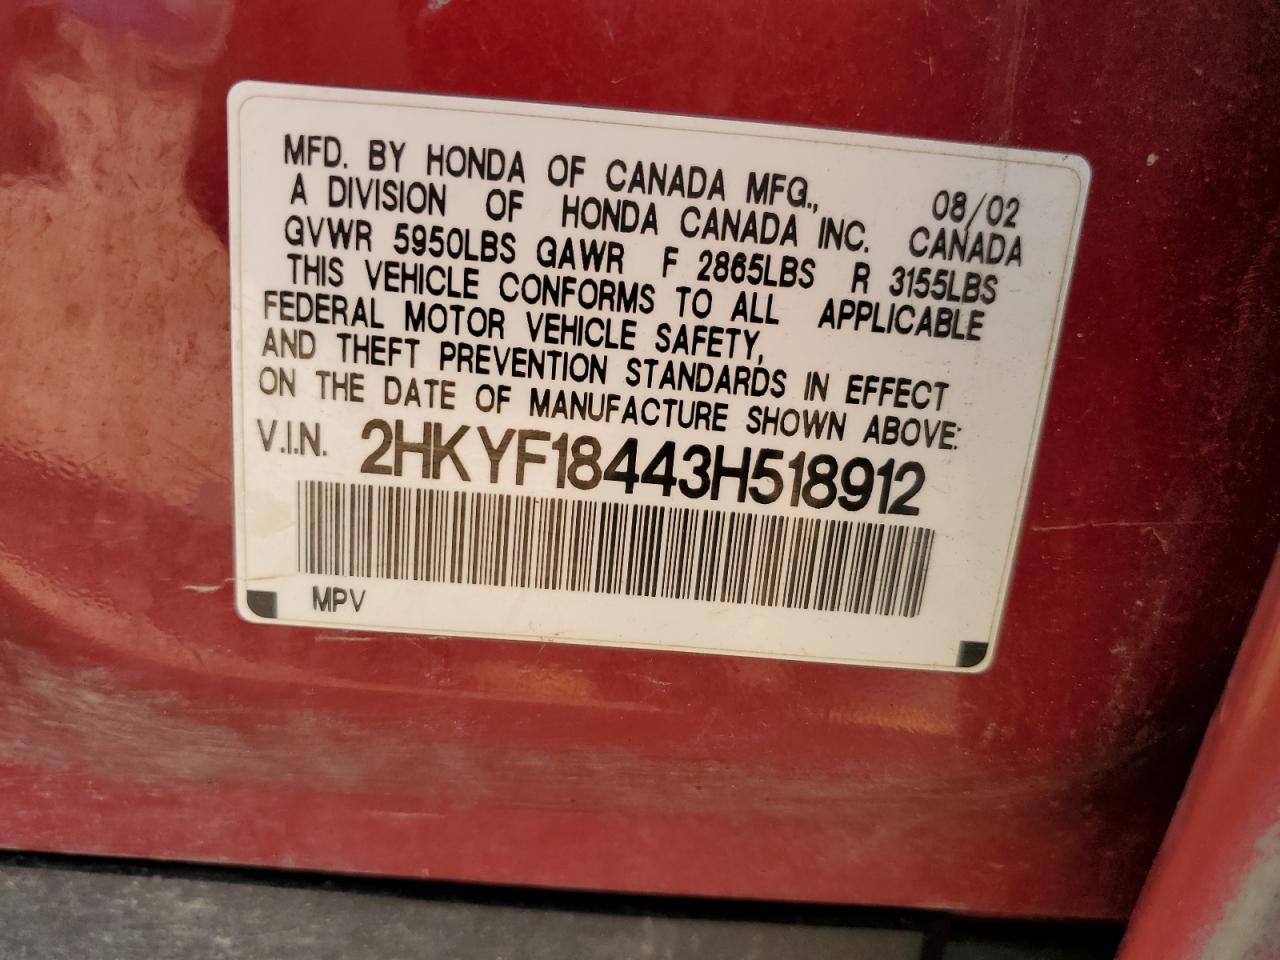 MFD. BY HONDA OF CANADA MFG., 08/02
A DIVISION OF HONDA CANADA INC. CANADA
GVWR 5950LBS GAWR F 2865LBS R 3155LBS
THIS VEHICLE CONFORMS TO ALL APPLICABLE
FEDERAL MOTOR VEHICLE SAFETY,
AND THEFT PREVENTION STANDARDS IN EFFECT
ON THE DATE OF MANUFACTURE SHOWN ABOVE:
V.I.N. 2HKYF18443H518912
MPV